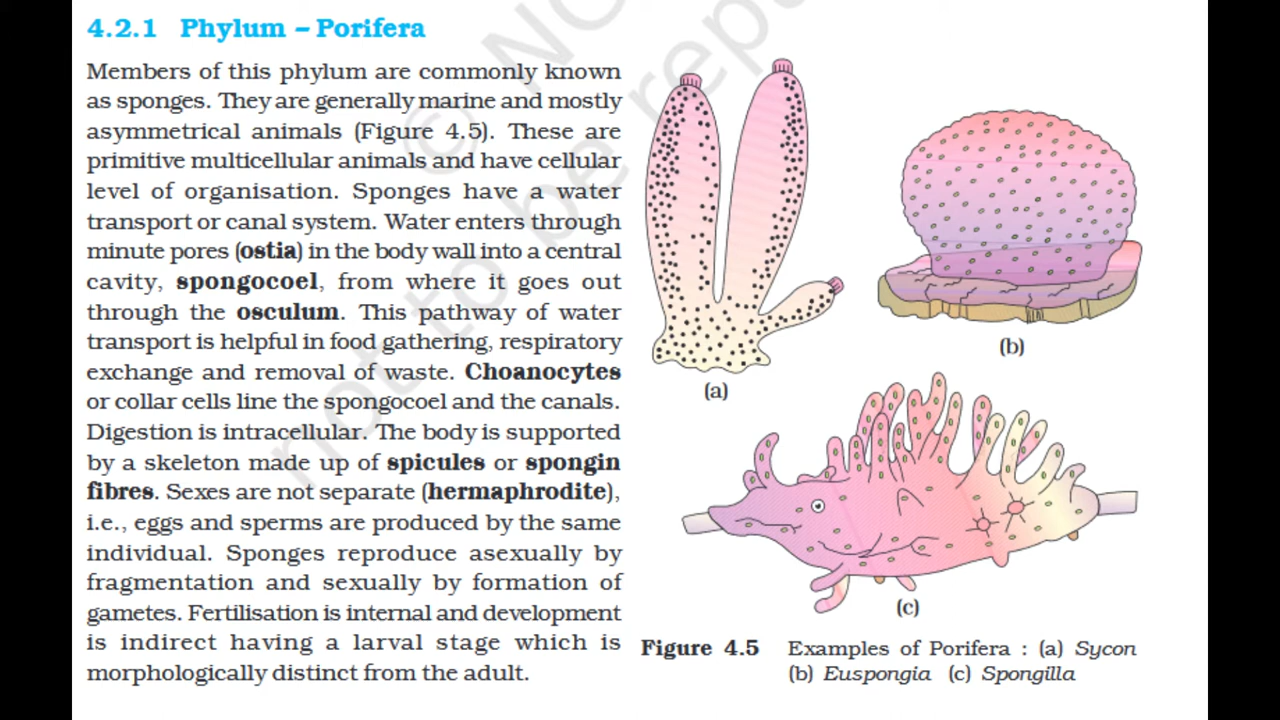 4.2.1 Phylum – Porifera
Members of this phylum are commonly known
as sponges. They are generally marine and mostly
asymmetrical animals (Figure 4.5). These are
primitive multicellular animals and have cellular
level of organisation. Sponges have a water
transport or canal system. Water enters through
minute pores (ostia) in the body wall into a central
cavity, spongocoel, from where it goes out
through the osculum. This pathway of water
transport is helpful in food gathering, respiratory
exchange and removal of waste. Choanocytes
or collar cells line the spongocoel and the canals.
Digestion is intracellular. The body is supported
by a skeleton made up of spicules or spongin
fibres. Sexes are not separate (hermaphrodite),
i.e., eggs and sperms are produced by the same
individual. Sponges reproduce asexually by
fragmentation and sexually by formation of
gametes. Fertilisation is internal and development
is indirect having a larval stage which is
morphologically distinct from the adult.
(a)
(b)
(c)
Figure 4.5 Examples of Porifera : (a) Sycon
(b) Euspongia (c) Spongilla
© NC
not to be repu